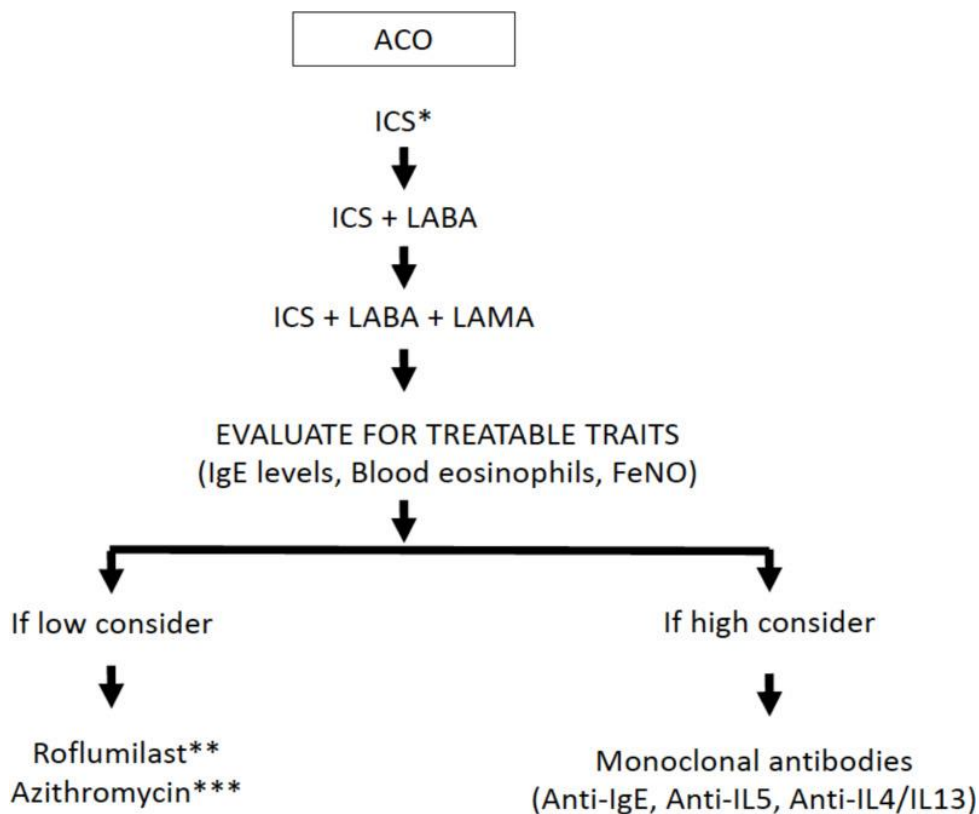 ACO
ICS*
ICS + LABA
ICS + LABA + LAMA
EVALUATE FOR TREATABLE TRAITS
(IgE levels, Blood eosinophils, FeNO)
If low consider
If high consider
Roflumilast**
Azithromycin***
Monoclonal antibodies
(Anti-IgE, Anti-IL5, Anti-IL4/IL13)